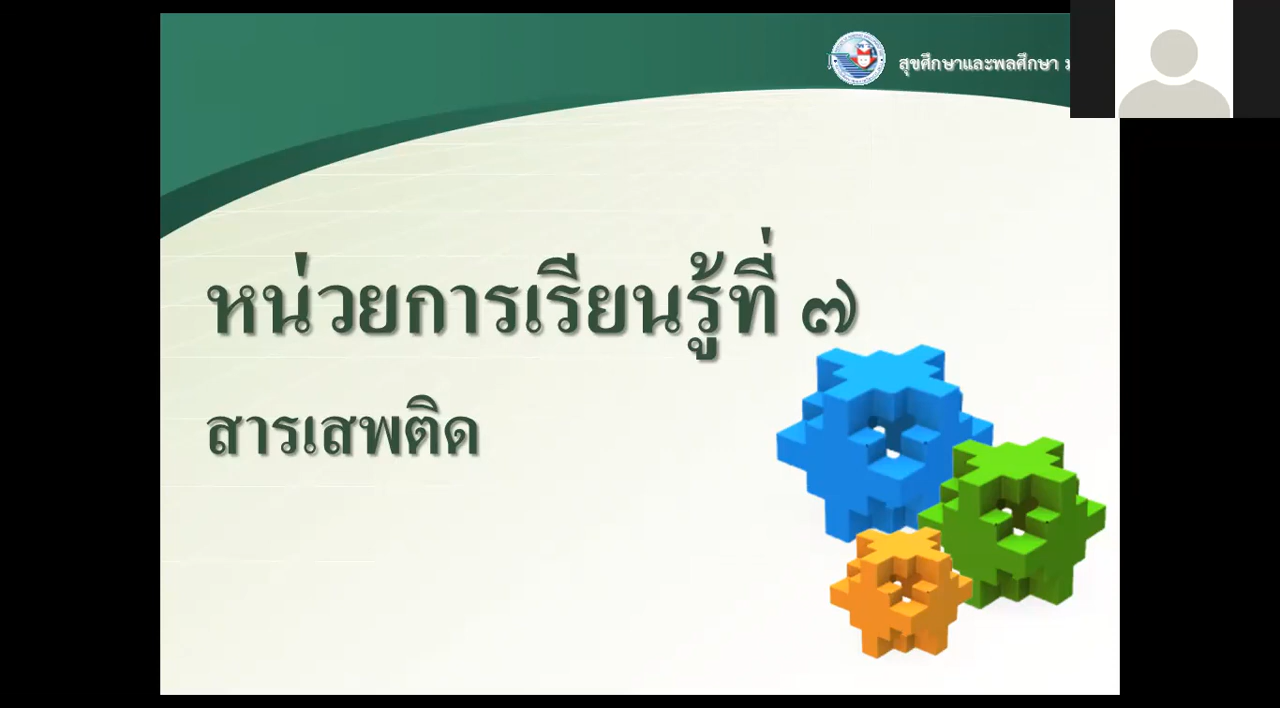 สุขศึกษาและพลศึกษา
หน่วยการเรียนรู้ที่ ๗
สารเสพติด